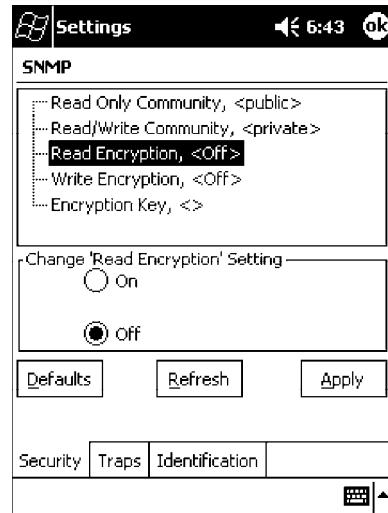 Settings 6:43 ok
SNMP
Read Only Community, <public>
Read/Write Community, <private>
Read Encryption, <Off>
Write Encryption, <Off>
Encryption Key, <>
Change 'Read Encryption' Setting
On
Off
Defaults Refresh Apply
Security Traps Identification